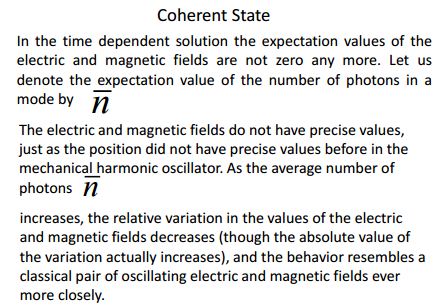 Coherent State
In the time dependent solution the expectation values of the
electric and magnetic fields are not zero any more. Let us
denote the expectation value of the number of photons in a
mode by n̅
The electric and magnetic fields do not have precise values,
just as the position did not have precise values before in the
mechanical harmonic oscillator. As the average number of
photons n̅
increases, the relative variation in the values of the electric
and magnetic fields decreases (though the absolute value of
the variation actually increases), and the behavior resembles a
classical pair of oscillating electric and magnetic fields ever
more closely.